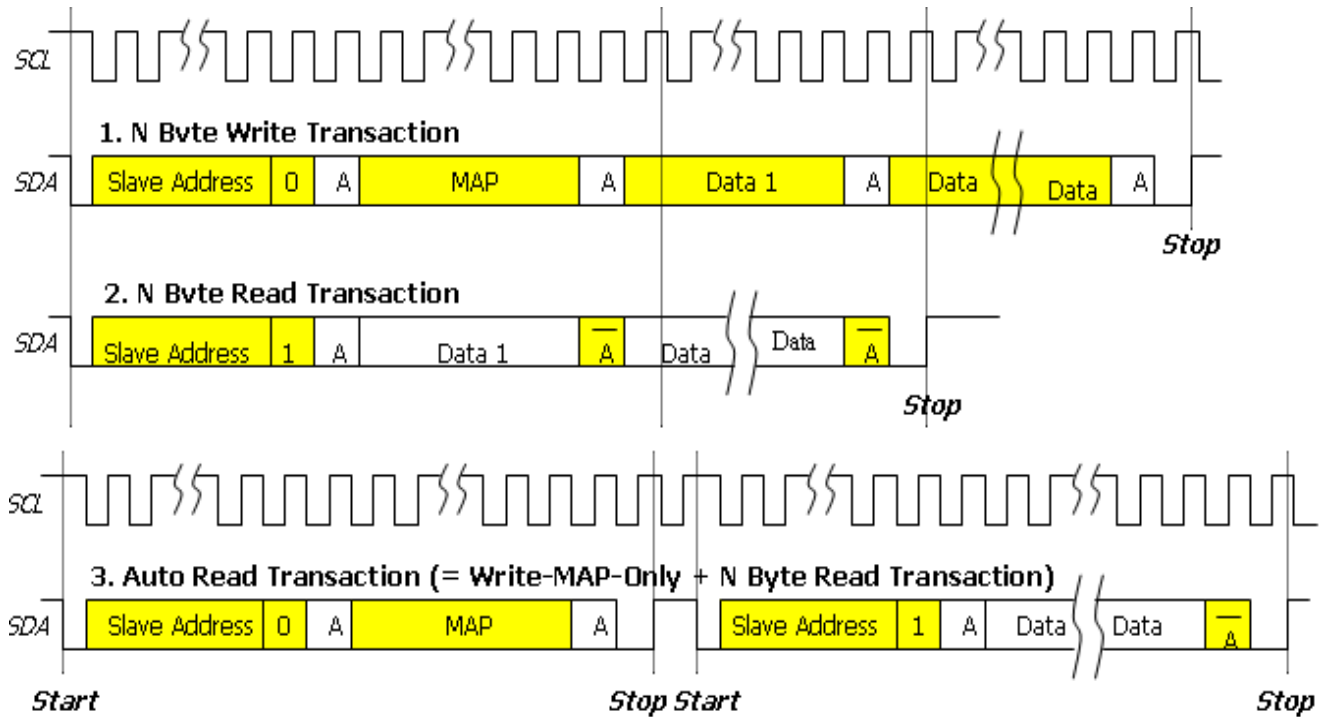 SCL
1. N Bvte Write Transaction
SDA Slave Address 0 A MAP A Data 1 A Data Data A
Stop
2. N Bvte Read Transaction
SDA Slave Address 1 A Data 1 A Data Data A
Stop
SCL
3. Auto Read Transaction (= Write-MAP-Only + N Byte Read Transaction)
SDA Slave Address 0 A MAP A Slave Address 1 A Data Data A
Start Stop Start Stop